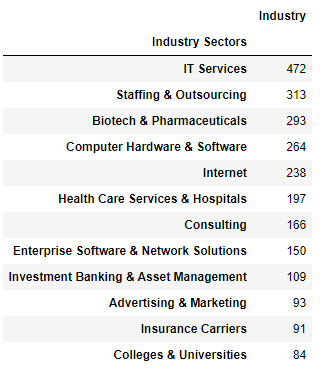 Industry
Industry Sectors
IT Services 472
Staffing & Outsourcing 313
Biotech & Pharmaceuticals 293
Computer Hardware & Software 264
Internet 238
Health Care Services & Hospitals 197
Consulting 166
Enterprise Software & Network Solutions 150
Investment Banking & Asset Management 109
Advertising & Marketing 93
Insurance Carriers 91
Colleges & Universities 84